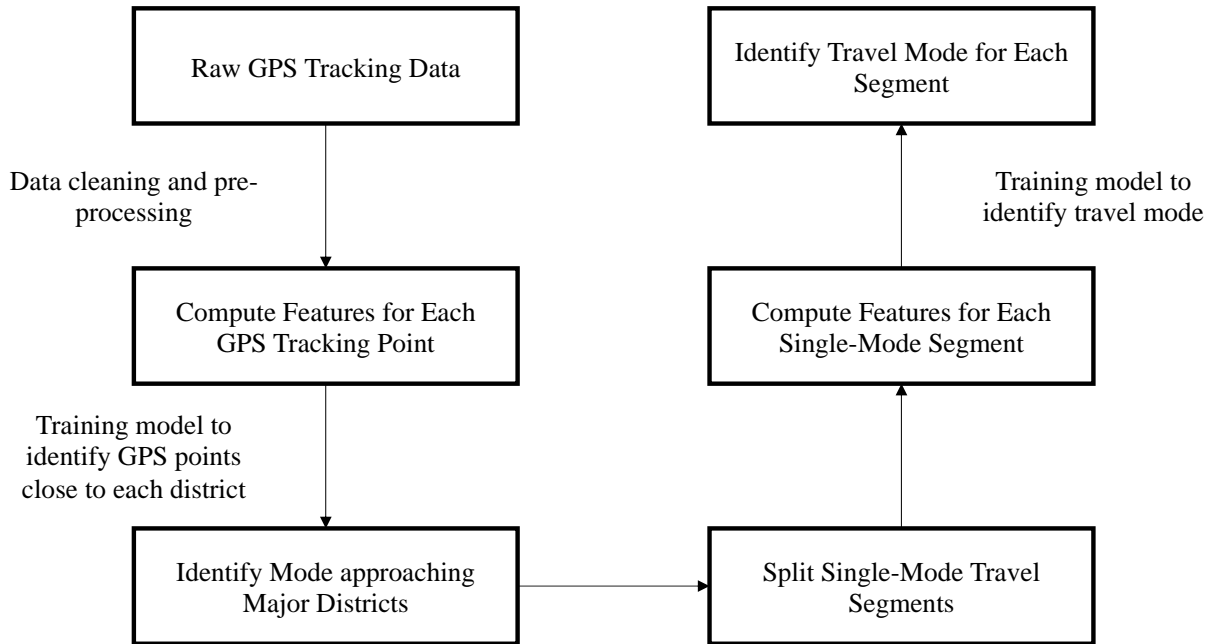 Raw GPS Tracking Data
Identify Travel Mode for Each
Segment
Data cleaning and pre-
processing
Training model to
identify travel mode
Compute Features for Each
GPS Tracking Point
Compute Features for Each
Single-Mode Segment
Training model to
identify GPS points
close to each district
Identify Mode approaching
Major Districts
Split Single-Mode Travel
Segments